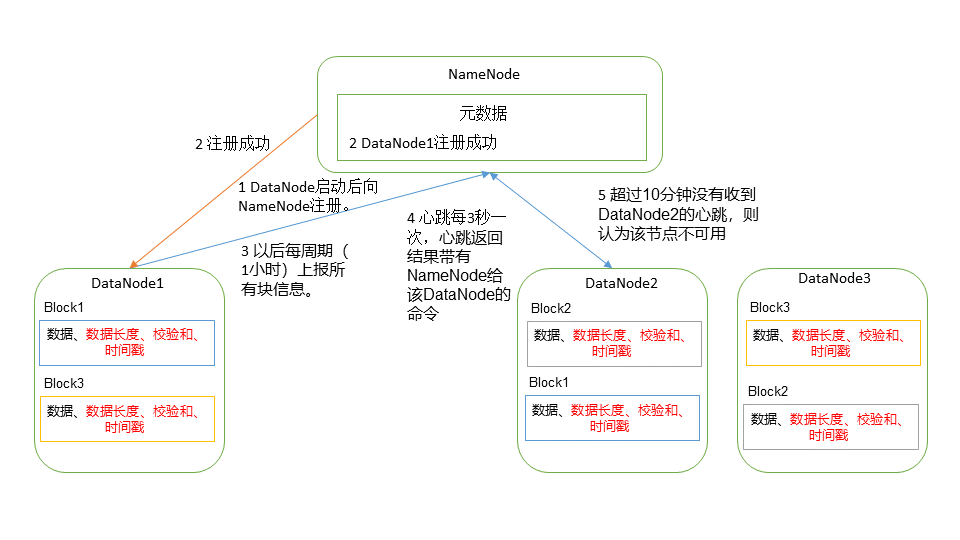 NameNode
元数据
2 DataNode1注册成功
2 注册成功
1 DataNode启动后向
NameNode注册。
3 以后每周期（
1小时）上报所
有块信息。
4 心跳每3秒一
次，心跳返回
结果带有
NameNode给
该DataNode的
命令
5 超过10分钟没有收到
DataNode2的心跳，则
认为该节点不可用
DataNode1
Block1
数据、数据长度、校验和、
时间戳
Block3
数据、数据长度、校验和、
时间戳
DataNode2
Block2
数据、数据长度、校验和、
时间戳
Block1
数据、数据长度、校验和、
时间戳
DataNode3
Block3
数据、数据长度、校验和、
时间戳
Block2
数据、数据长度、校验和、
时间戳